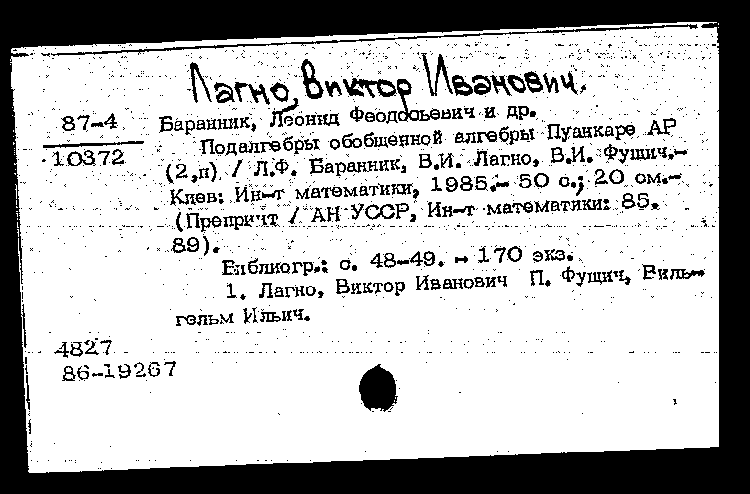 Лагно, Виктор Иванович.
87-4
10372
Баранник, Леонид Феодосьевич и др.
Подалгебры обобщенной алгебры Пуанкаре АР
(2,n) / Л.Ф. Баранник, В.И. Лагно, В.И. Фущич.-
Киев: Ин-т математики, 1985.- 50 с.; 20 см.-
(Препринт / АН УССР, Ин-т математики: 85.
89).
Библиогр.: с. 48-49. - 170 экз.
1. Лагно, Виктор Иванович П. Фущич, Виль-
гельм Ильич.
4827
86-19267